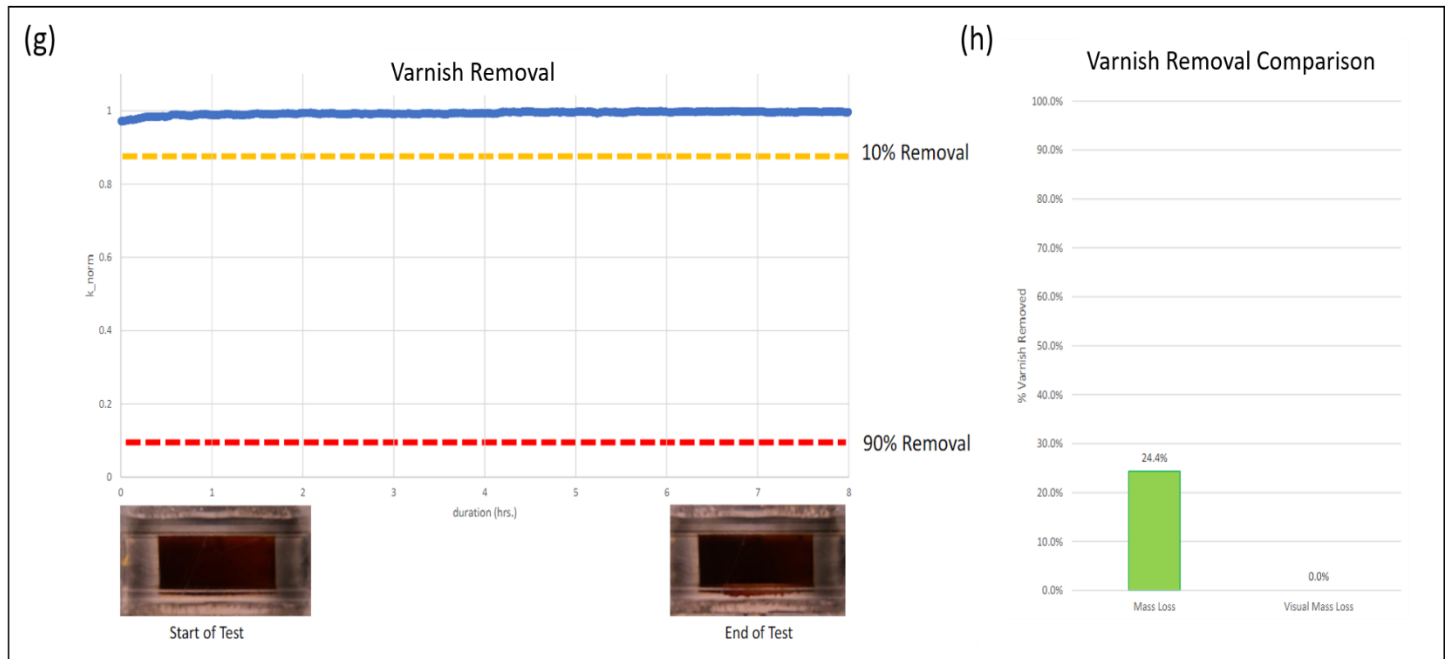 (g)
Varnish Removal
1
0.8
0.6
0.4
0.2
0
k_norm
10% Removal
90% Removal
0 1 2 3 4 5 6 7 8
duration (hrs.)
Start of Test
End of Test
(h)
Varnish Removal Comparison
100.0%
90.0%
80.0%
70.0%
60.0%
50.0%
40.0%
30.0%
20.0%
10.0%
0.0%
% Varnish Removed
24.4%
0.0%
Mass Loss
Visual Mass Loss